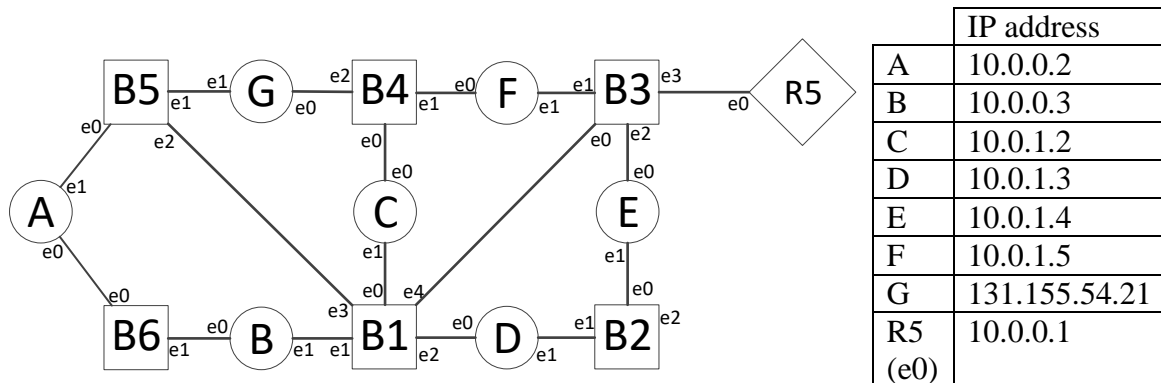 IP address
B5 e1 e1 G e0 e2 B4 e1 e0 F e1 e1 B3 e3 e0 R5
e0 e2 e0 e0 e2
A e1 e0 C e1 e0 E e1
e0 e3 e0 e4 e0
B6 e1 e0 B e1 e1 B1 e2 e0 D e1 e1 B2 e2
A 10.0.0.2
B 10.0.0.3
C 10.0.1.2
D 10.0.1.3
E 10.0.1.4
F 10.0.1.5
G 131.155.54.21
R5 10.0.0.1
(e0)